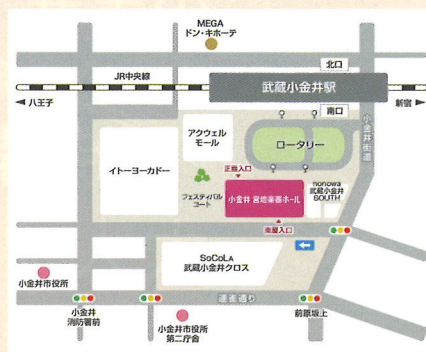 MEGA
ドン・キホーテ
北口
JR中央線
武蔵小金井駅
八王子
新宿
南口
小金井街道
アクウェル
モール
ロータリー
イトーヨーカドー
正面入口
フェスティバル
コート
小金井 宮地楽器ホール
nonowa
武蔵小金井
SOUTH
南側入口
SoCoLA
武蔵小金井クロス
小金井市役所
連雀通り
小金井
消防署前
前原坂上
小金井市役所
第二庁舎